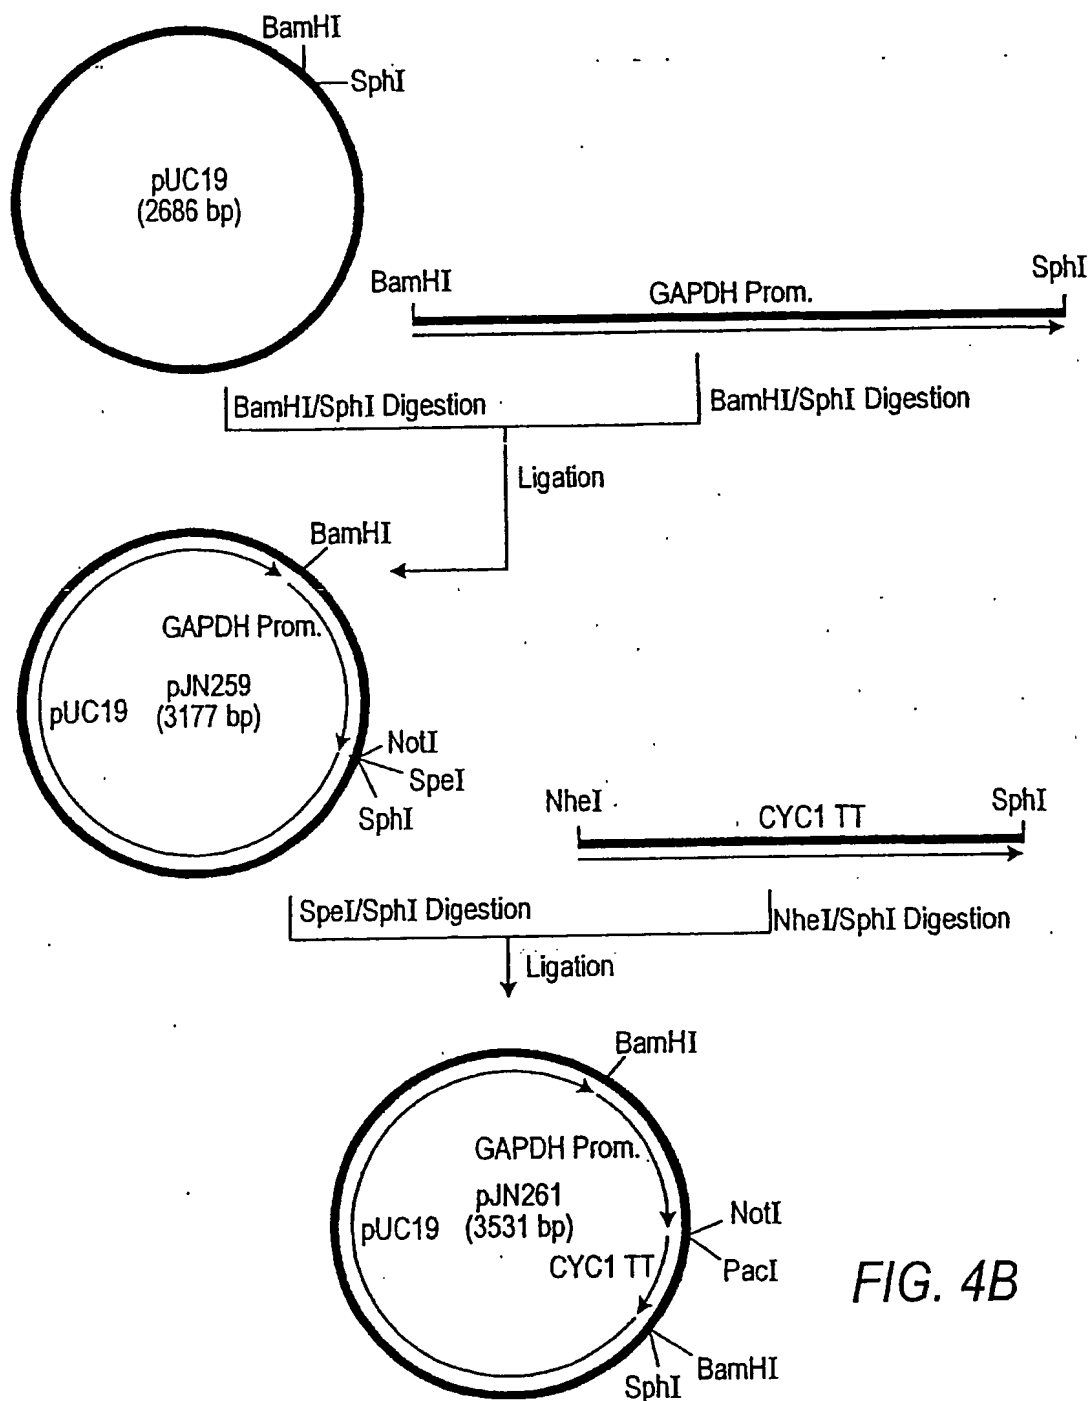 BamHI
SphI
pUC19
(2686 bp)
BamHI
GAPDH Prom.
SphI
BamHI/SphI Digestion
BamHI/SphI Digestion
Ligation
BamHI
GAPDH Prom.
pUC19
pJN259
(3177 bp)
NotI
SpeI
SphI
NheI
CYC1 TT
SphI
SpeI/SphI Digestion
NheI/SphI Digestion
Ligation
BamHI
GAPDH Prom.
pUC19
pJN261
(3531 bp)
CYC1 TT
NotI
PacI
BamHI
SphI
FIG. 4B